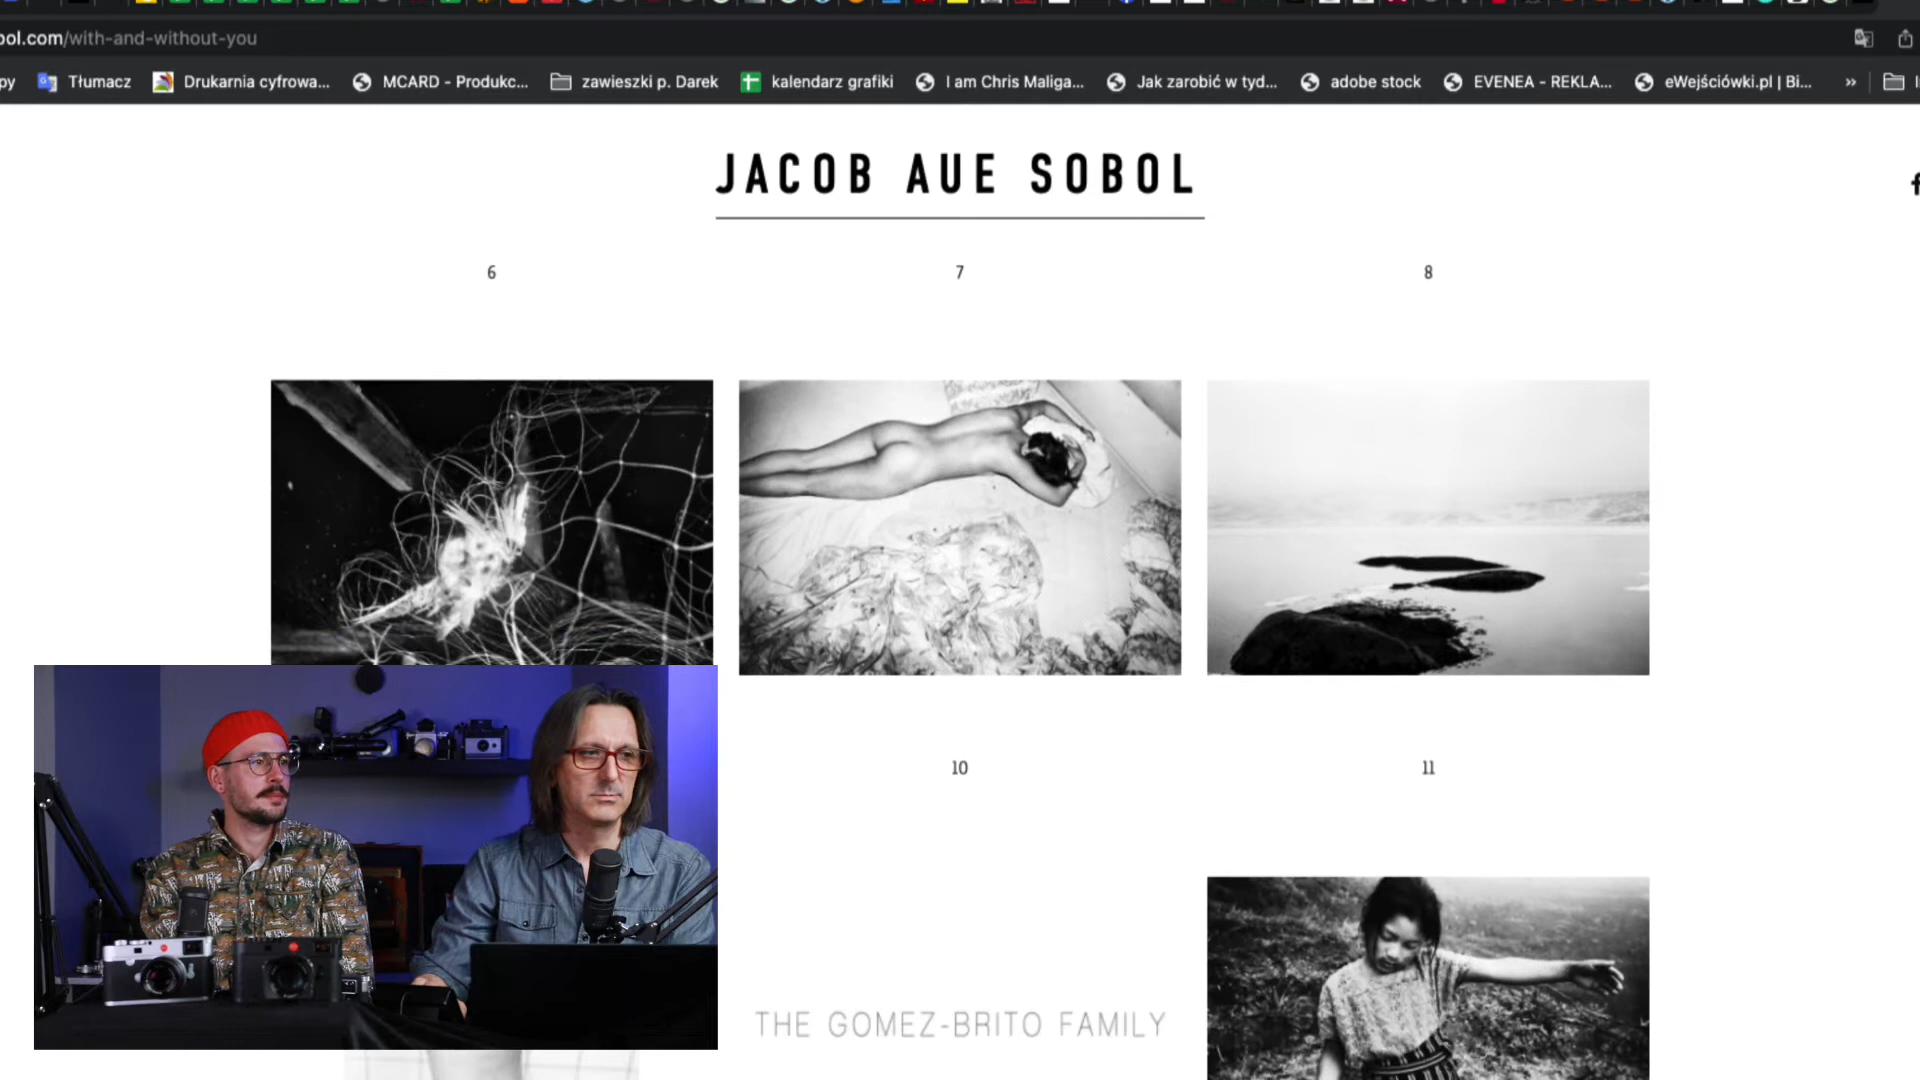 bol.com/with-and-without-you
py Tłumacz Drukarnia cyfrowa... MCARD - Produkc... zawieszki p. Darek kalendarz grafiki I am Chris Maliga... Jak zarobić w tyd... adobe stock EVENEA - REKLA... eWejściówki.pl | Bi... »
JACOB AUE SOBOL
6 7 8
10 11
THE GOMEZ-BRITO FAMILY